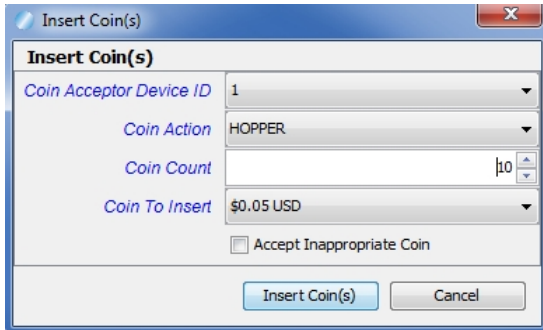 Insert Coin(s)
Insert Coin(s)
Coin Acceptor Device ID 1
Coin Action HOPPER
Coin Count 10
Coin To Insert $0.05 USD
Accept Inappropriate Coin
Insert Coin(s) Cancel